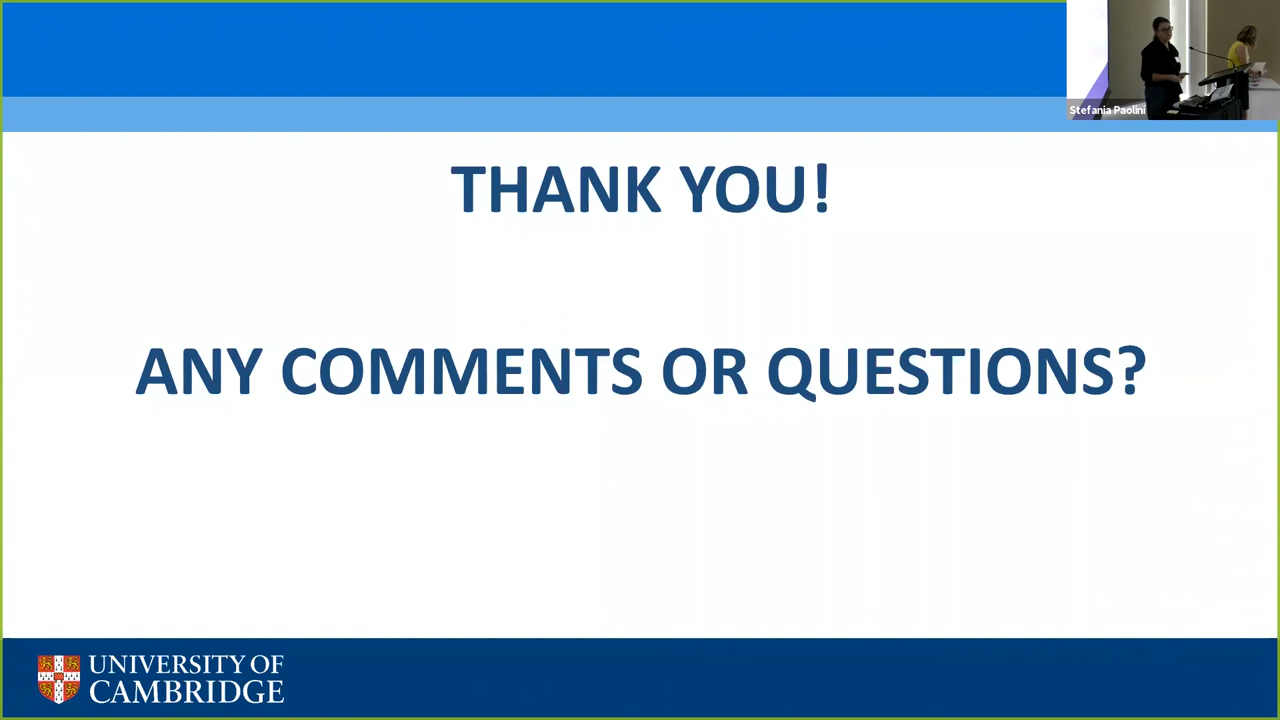 Stefania Paolini
THANK YOU!
ANY COMMENTS OR QUESTIONS?
UNIVERSITY OF
CAMBRIDGE